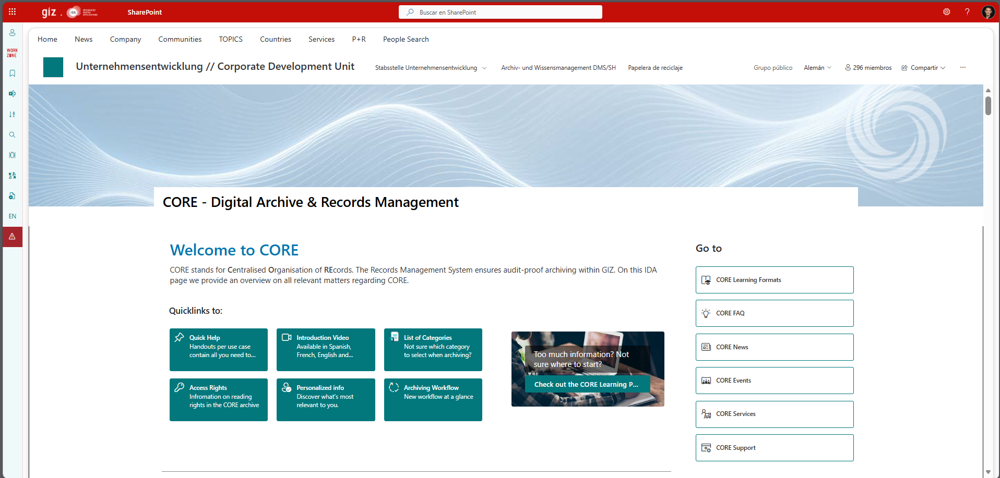 giz. IDA INTEGRATED DIGITAL APPLICATIONS
SharePoint
Buscar en SharePoint
?
WORK ZONE
EN
Home News Company Communities TOPICS Countries Services P+R People Search
Unternehmensentwicklung // Corporate Development Unit
Stabsstelle Unternehmensentwicklung
Archiv- und Wissensmanagement DMS/SH
Papelera de reciclaje
Grupo público
Alemán
296 miembros
Compartir
...
CORE - Digital Archive & Records Management
Welcome to CORE
CORE stands for Centralised Organisation of REcords. The Records Management System ensures audit-proof archiving within GIZ. On this IDA
page we provide an overview on all relevant matters regarding CORE.
Quicklinks to:
Quick Help
Handouts per use case
contain all you need to...
Introduction Video
Available in Spanish,
French, English and...
List of Categories
Not sure which category
to select when archiving?
Access Rights
Infromation on reading
rights in the CORE archive
Personalized info
Discover what's most
relevant to you.
Archiving Workflow
New workflow at a glance
Too much information? Not
sure where to start?
Check out the CORE Learning P...
Go to
CORE Learning Formats
CORE FAQ
CORE News
CORE Events
CORE Services
CORE Support